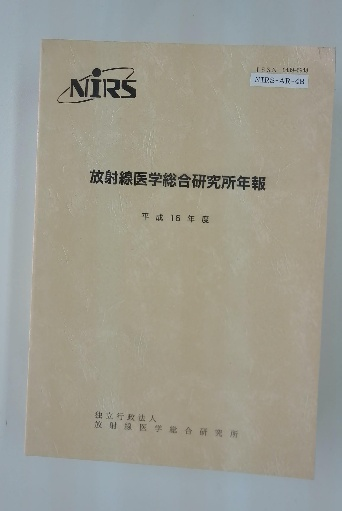 NIRS
NIRS-AR-48
放射線医学総合研究所年報
平成16年度
独立行政法人
放射線医学総合研究所